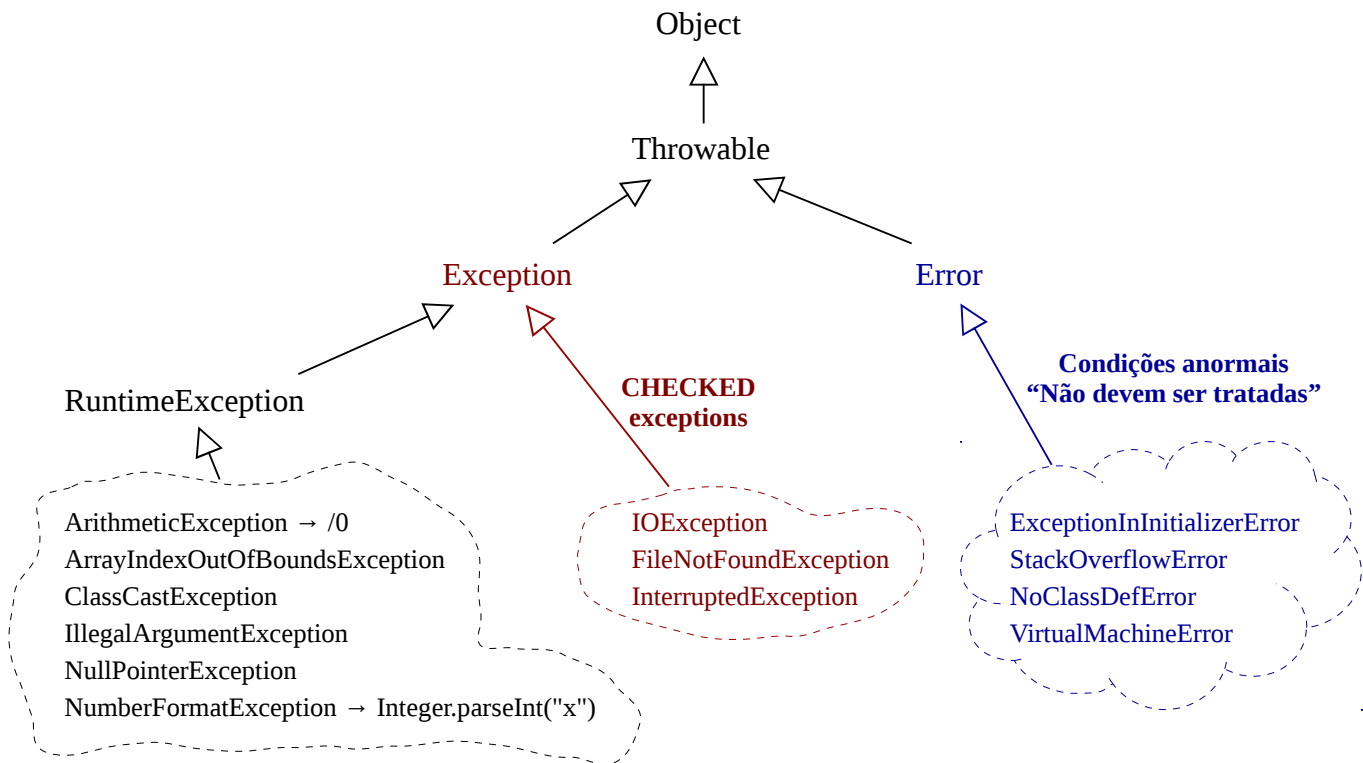 Object
Throwable
Exception
Error
RuntimeException
CHECKED
exceptions
Condições anormais
“Não devem ser tratadas”
ArithmeticException → /0
ArrayIndexOutOfBoundsException
ClassCastException
IllegalArgumentException
NullPointerException
NumberFormatException → Integer.parseInt("x")
IOException
FileNotFoundException
InterruptedException
ExceptionInInitializerError
StackOverflowError
NoClassDefError
VirtualMachineError